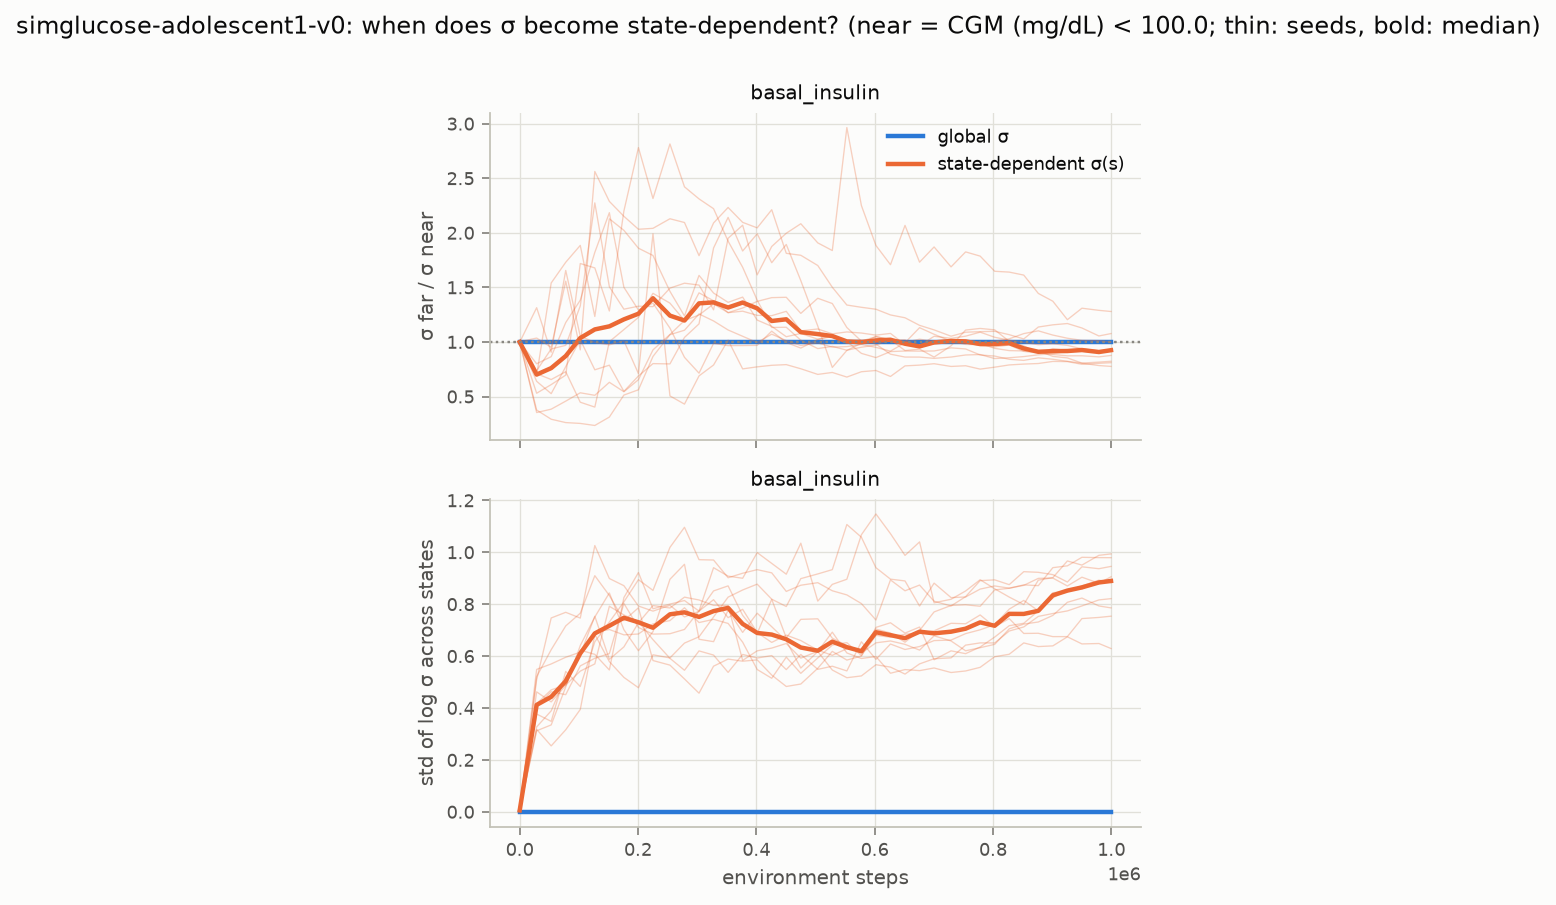 simglucose-adolescent1-v0: when does σ become state-dependent? (near = CGM (mg/dL) < 100.0; thin: seeds, bold: median)
basal_insulin
3.0
2.5
2.0
1.5
1.0
0.5
σ far / σ near
global σ
state-dependent σ(s)
basal_insulin
1.2
1.0
0.8
0.6
0.4
0.2
0.0
std of log σ across states
0.0 0.2 0.4 0.6 0.8 1.0
1e6
environment steps